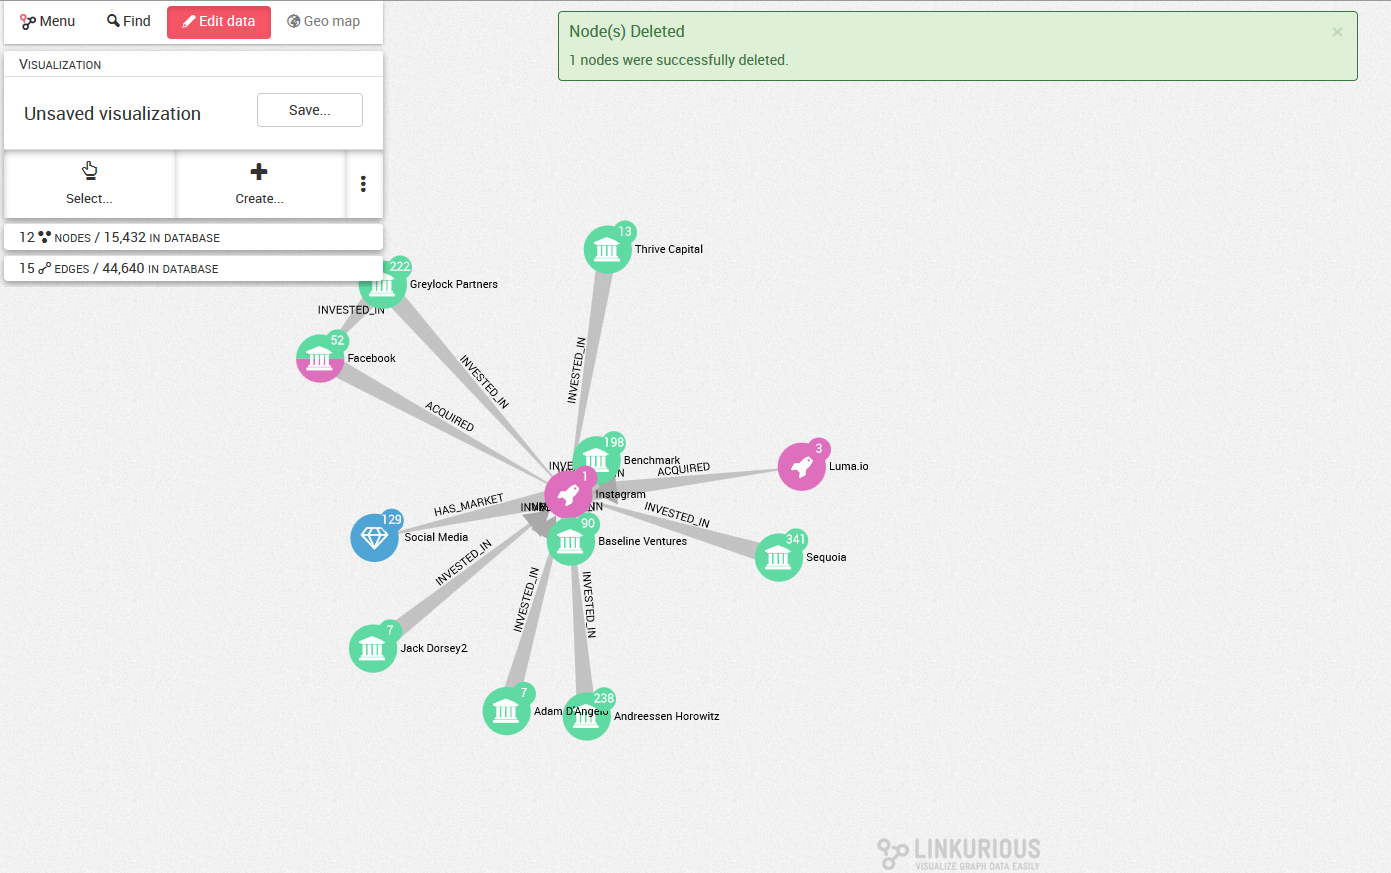 Menu
Find
Edit data
Geo map
VISUALIZATION
Unsaved visualization
Save...
Select...
Create...
12 NODES / 15,432 IN DATABASE
15 EDGES / 44,640 IN DATABASE
Node(s) Deleted
×
1 nodes were successfully deleted.
13
Thrive Capital
222
Greylock Partners
INVESTED_IN
52
Facebook
INVESTED_IN
INVESTED_IN
ACQUIRED
198
Benchmark
3
Luma.io
ACQUIRED
1
Instagram
HAS_MARKET
INVESTED_IN
129
Social Media
90
Baseline Ventures
341
Sequoia
INVESTED_IN
INVESTED_IN
INVESTED_IN
7
Jack Dorsey2
7
Adam D'Angelo
238
Andreessen Horowitz
LINKURIOUS
VISUALIZE GRAPH DATA EASILY